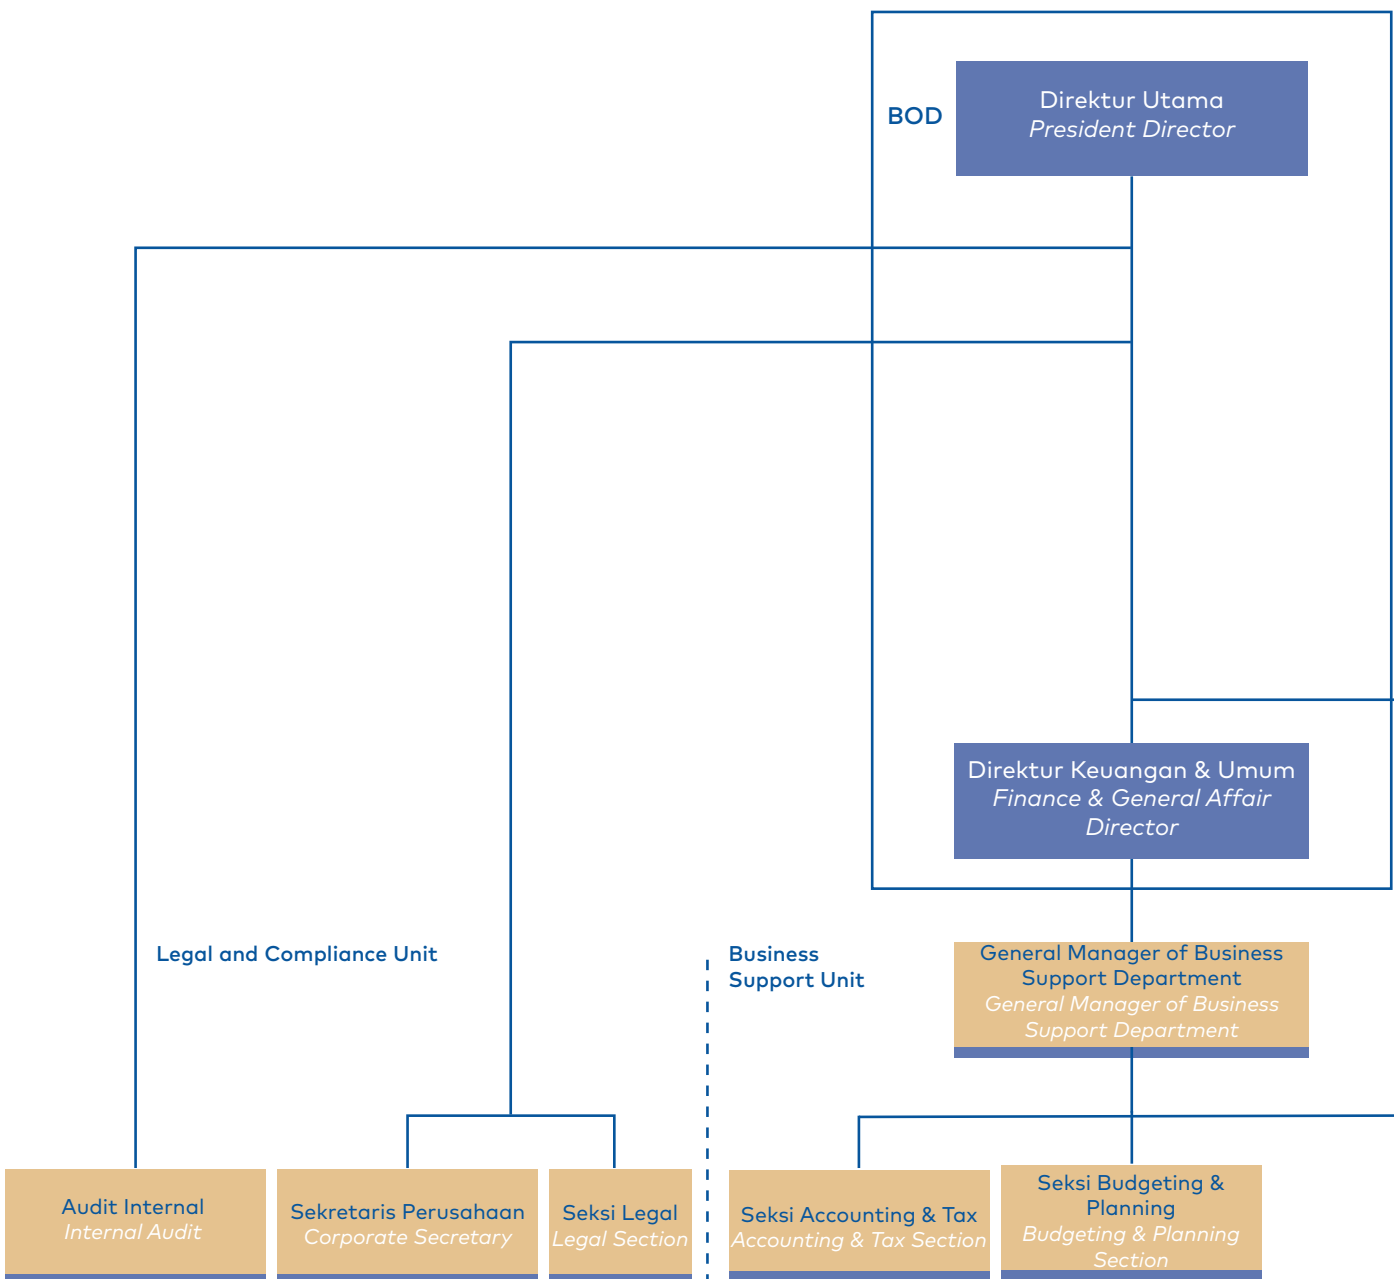 BOD
Direktur Utama
President Director
Direktur Keuangan & Umum
Finance & General Affair
Director
Legal and Compliance Unit
Business
Support Unit
General Manager of Business
Support Department
General Manager of Business
Support Department
Audit Internal
Internal Audit
Sekretaris Perusahaan
Corporate Secretary
Seksi Legal
Legal Section
Seksi Accounting & Tax
Accounting & Tax Section
Seksi Budgeting &
Planning
Budgeting & Planning
Section